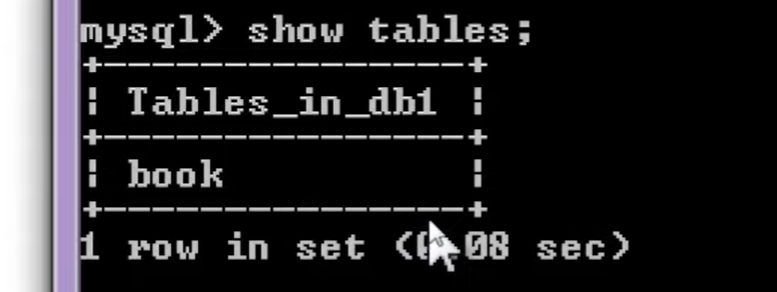 mysql> show tables;
+----------------+
| Tables_in_db1 |
+----------------+
| book           |
+----------------+
1 row in set 08 sec)